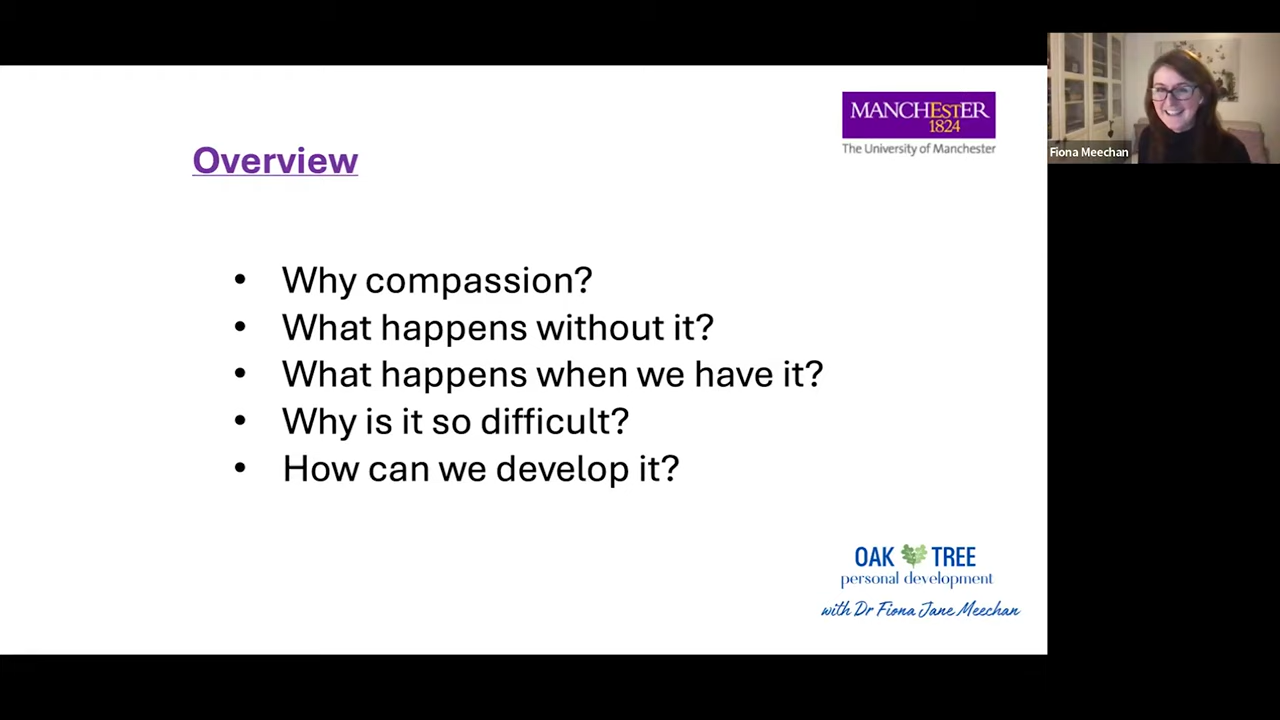 MANCHESTER
1824
The University of Manchester
Fiona Meechan
Overview
• Why compassion?
• What happens without it?
• What happens when we have it?
• Why is it so difficult?
• How can we develop it?
OAK TREE
personal development
with Dr Fiona Jane Meechan